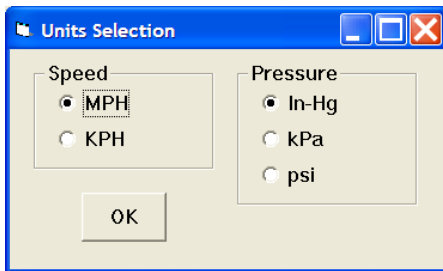 Units Selection
Speed
MPH
KPH
OK
Pressure
In-Hg
kPa
psi